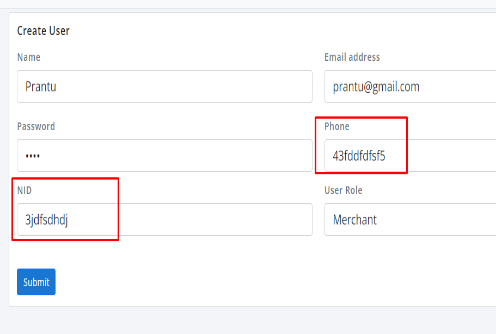 Create User
Name
Email address
Prantu
prantu@gmail.com
Password
Phone
••••
43fddfdfsf5
NID
User Role
3jdfsdhdj
Merchant
Submit